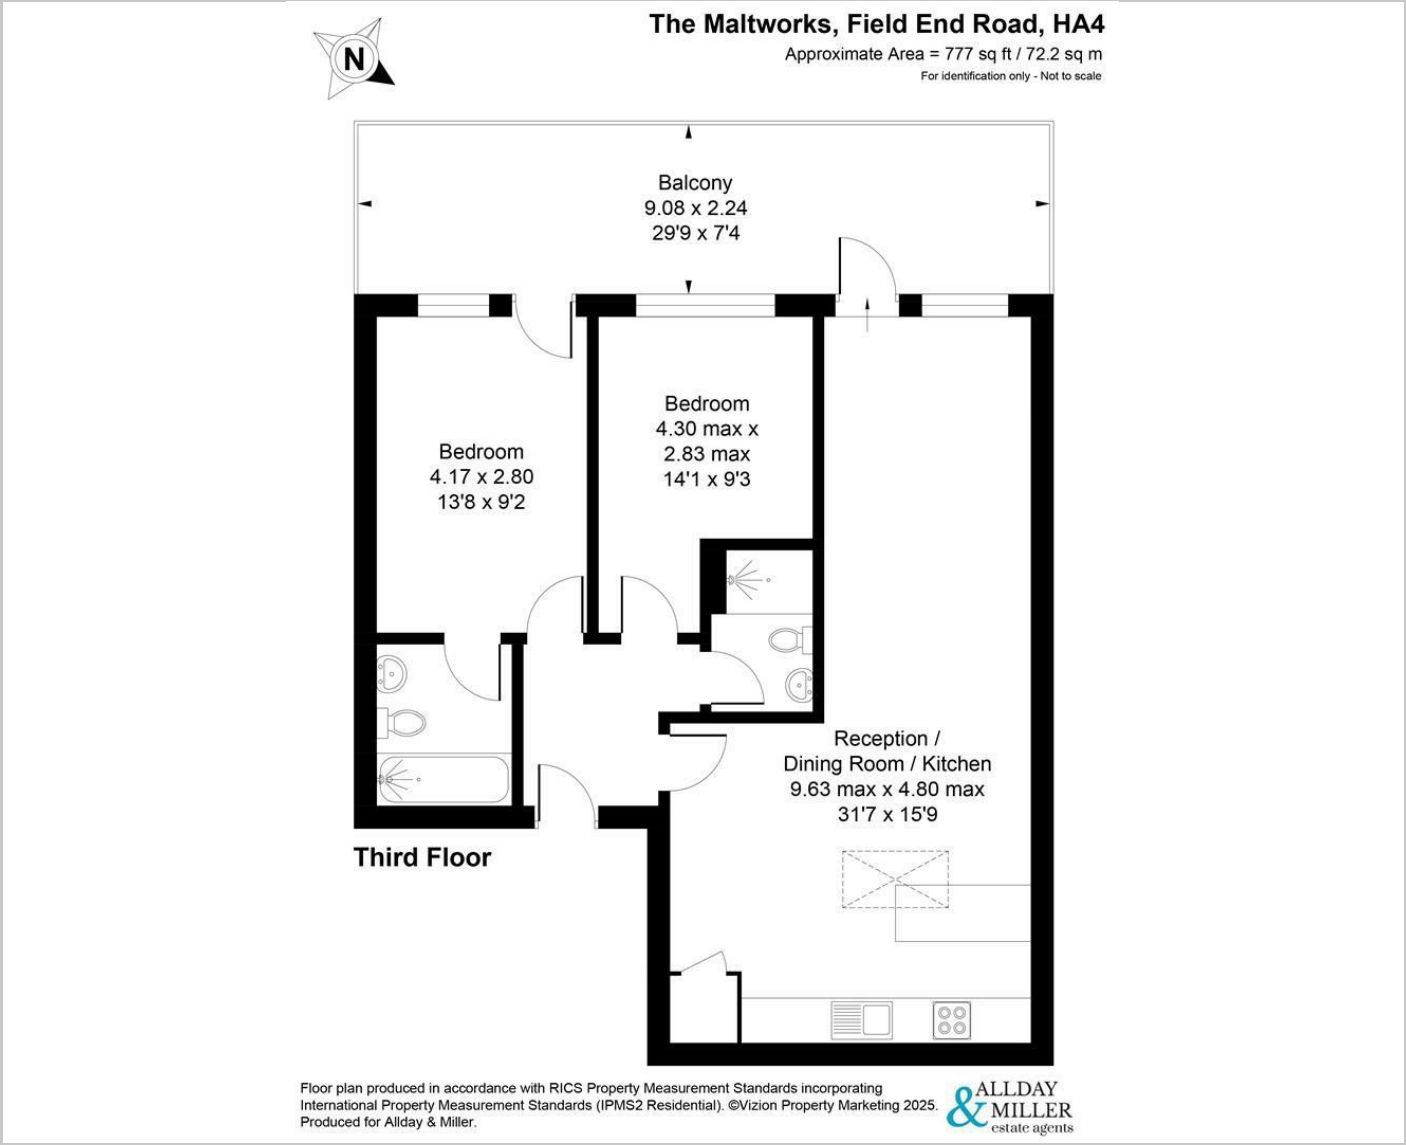 The Maltworks, Field End Road, HA4
Approximate Area = 777 sq ft / 72.2 sq m
For identification only - Not to scale
N
Balcony
9.08 x 2.24
29'9 x 7'4
Bedroom
4.17 x 2.80
13'8 x 9'2
Bedroom
4.30 max x
2.83 max
14'1 x 9'3
Reception /
Dining Room / Kitchen
9.63 max x 4.80 max
31'7 x 15'9
Third Floor
Floor plan produced in accordance with RICS Property Measurement Standards incorporating
International Property Measurement Standards (IPMS2 Residential). ©Vizion Property Marketing 2025.
Produced for Allday & Miller.
ALLDAY
& MILLER
estate agents